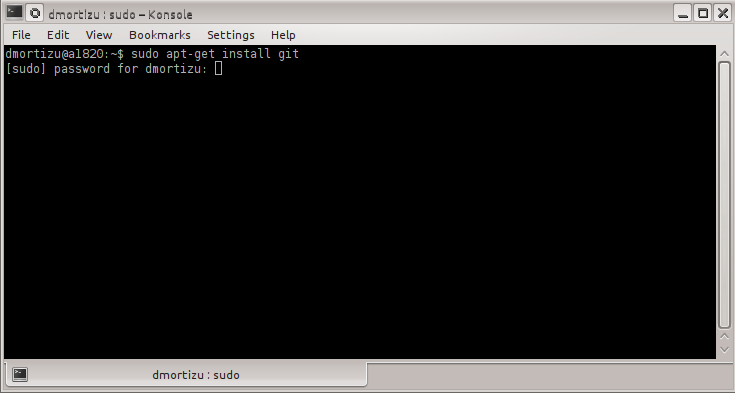 dmortizu : sudo – Konsole
File Edit View Bookmarks Settings Help
dmortizu@a1820:~$ sudo apt-get install git
[sudo] password for dmortizu:
dmortizu : sudo